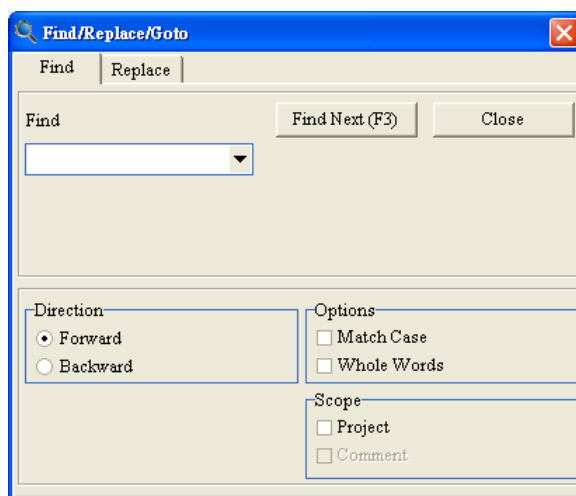 Find/Replace/Goto
Find Replace
Find Find Next (F3) Close
Direction
Forward
Backward
Options
Match Case
Whole Words
Scope
Project
Comment